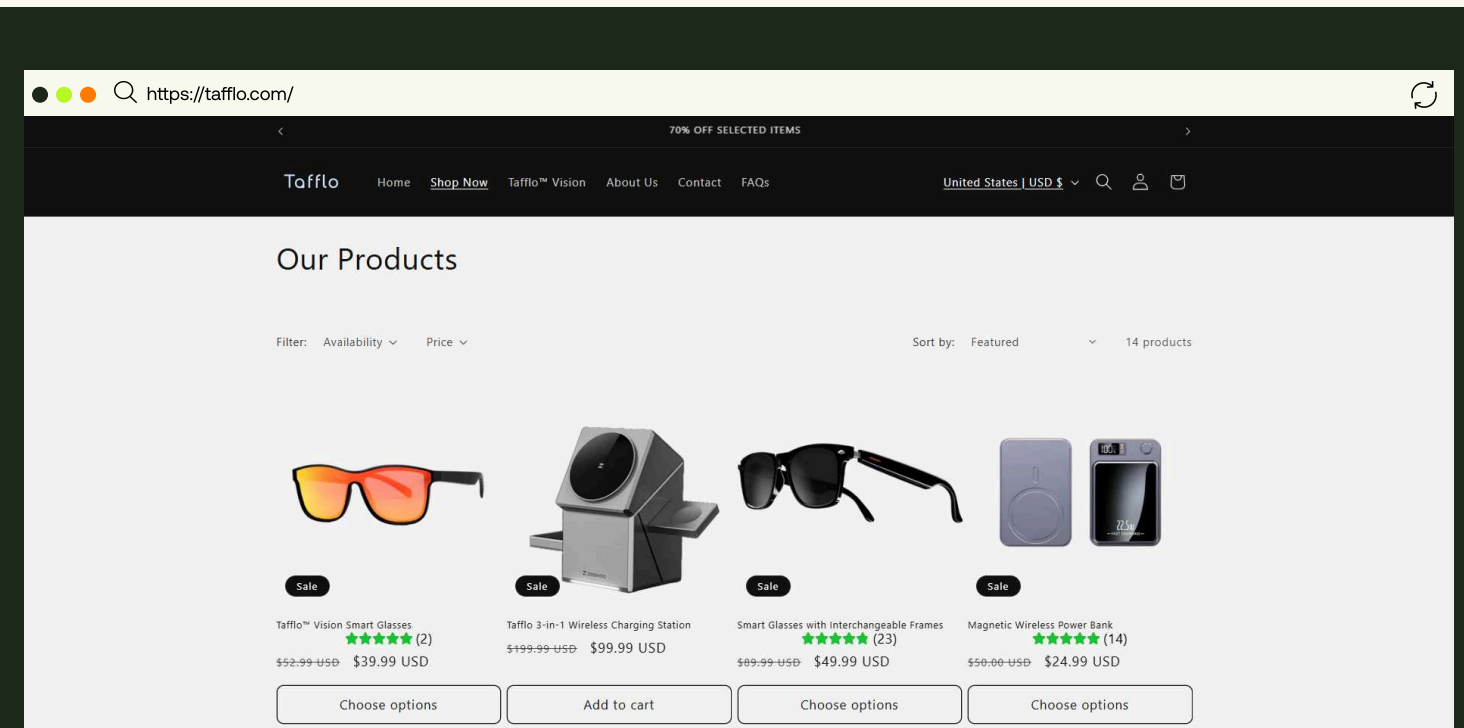 https://tafflo.com/
70% OFF SELECTED ITEMS
Tafflo Home Shop Now Tafflo™ Vision About Us Contact FAQs United States | USD $
Our Products
Filter: Availability Price Sort by: Featured 14 products
100%
22.5w
Sale Sale Sale Sale
Tafflo™ Vision Smart Glasses Tafflo 3-in-1 Wireless Charging Station Smart Glasses with Interchangeable Frames Magnetic Wireless Power Bank
(2) (23) (14)
$52.99 USD $39.99 USD $199.99 USD $99.99 USD $89.99 USD $49.99 USD $50.00 USD $24.99 USD
Choose options Add to cart Choose options Choose options